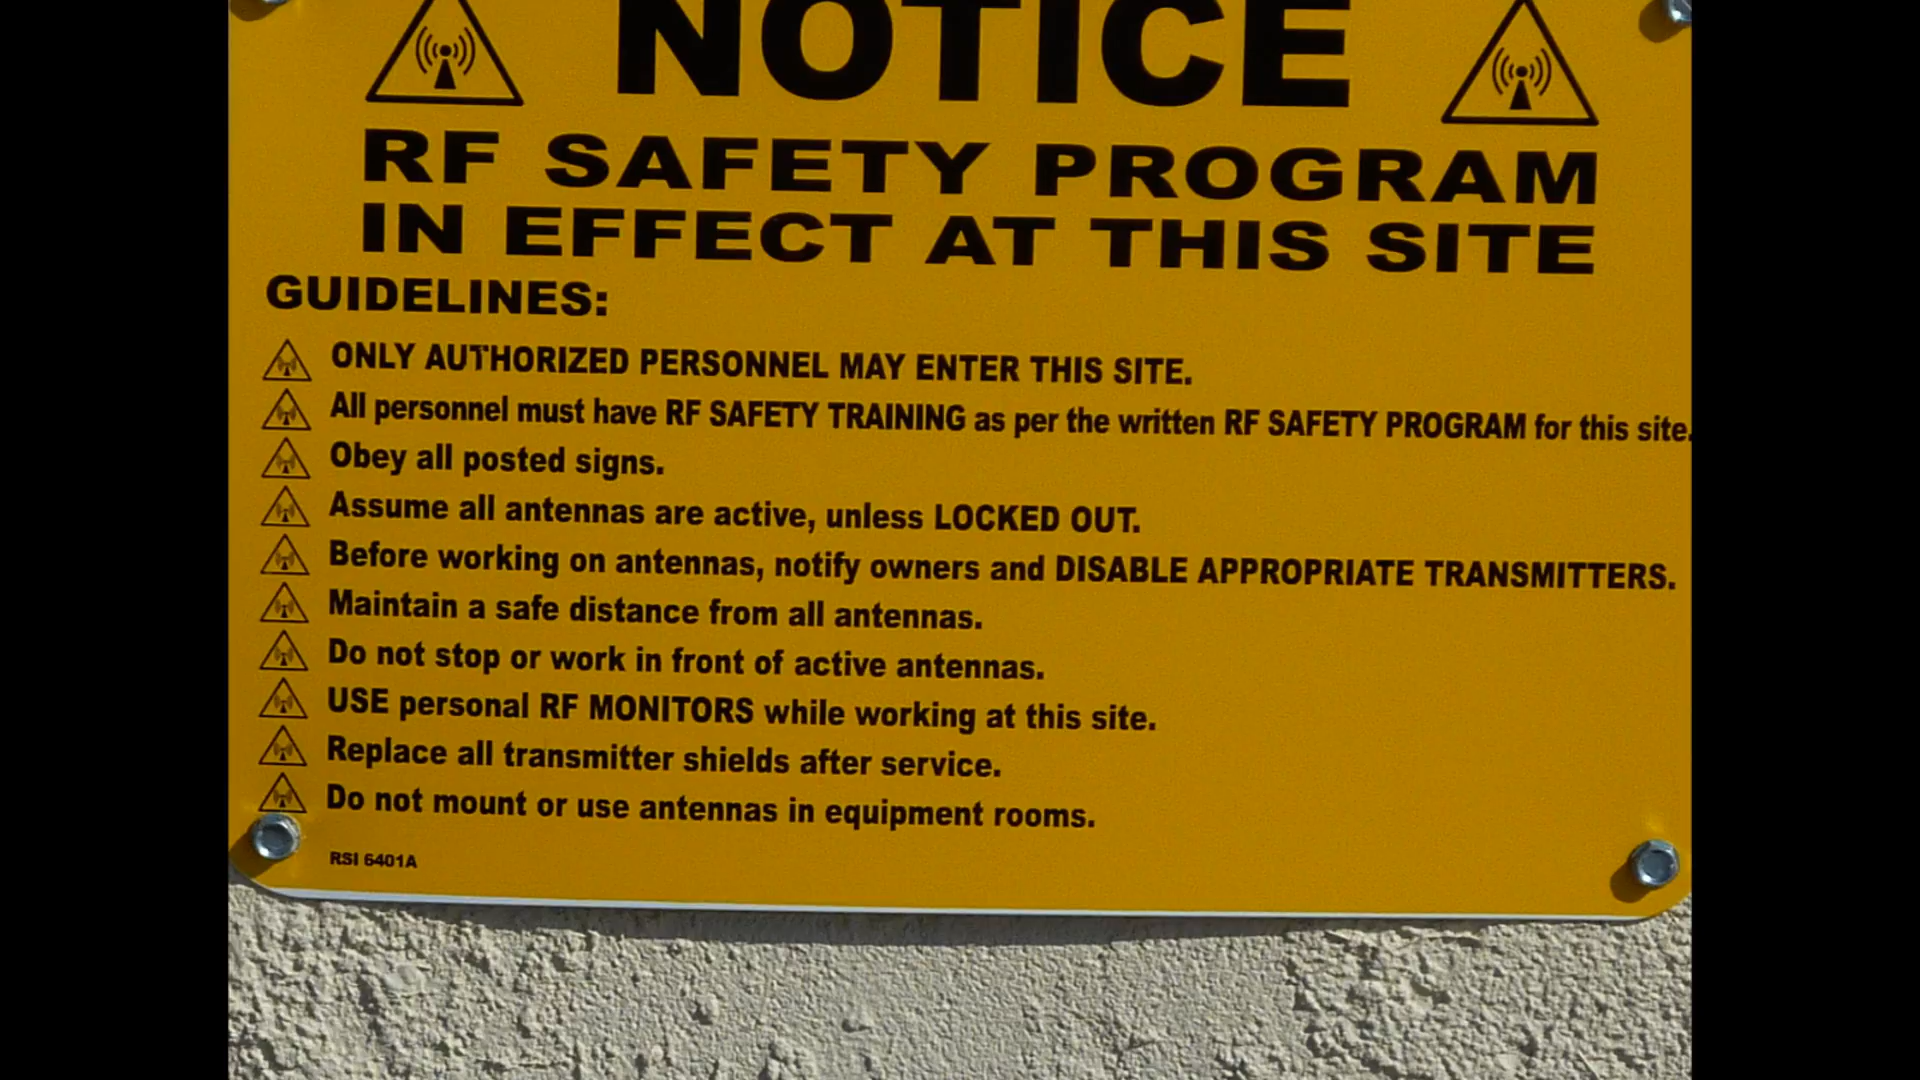 NOTICE
RF SAFETY PROGRAM
IN EFFECT AT THIS SITE
GUIDELINES:
ONLY AUTHORIZED PERSONNEL MAY ENTER THIS SITE.
All personnel must have RF SAFETY TRAINING as per the written RF SAFETY PROGRAM for this site.
Obey all posted signs.
Assume all antennas are active, unless LOCKED OUT.
Before working on antennas, notify owners and DISABLE APPROPRIATE TRANSMITTERS.
Maintain a safe distance from all antennas.
Do not stop or work in front of active antennas.
USE personal RF MONITORS while working at this site.
Replace all transmitter shields after service.
Do not mount or use antennas in equipment rooms.
RSI 6401A